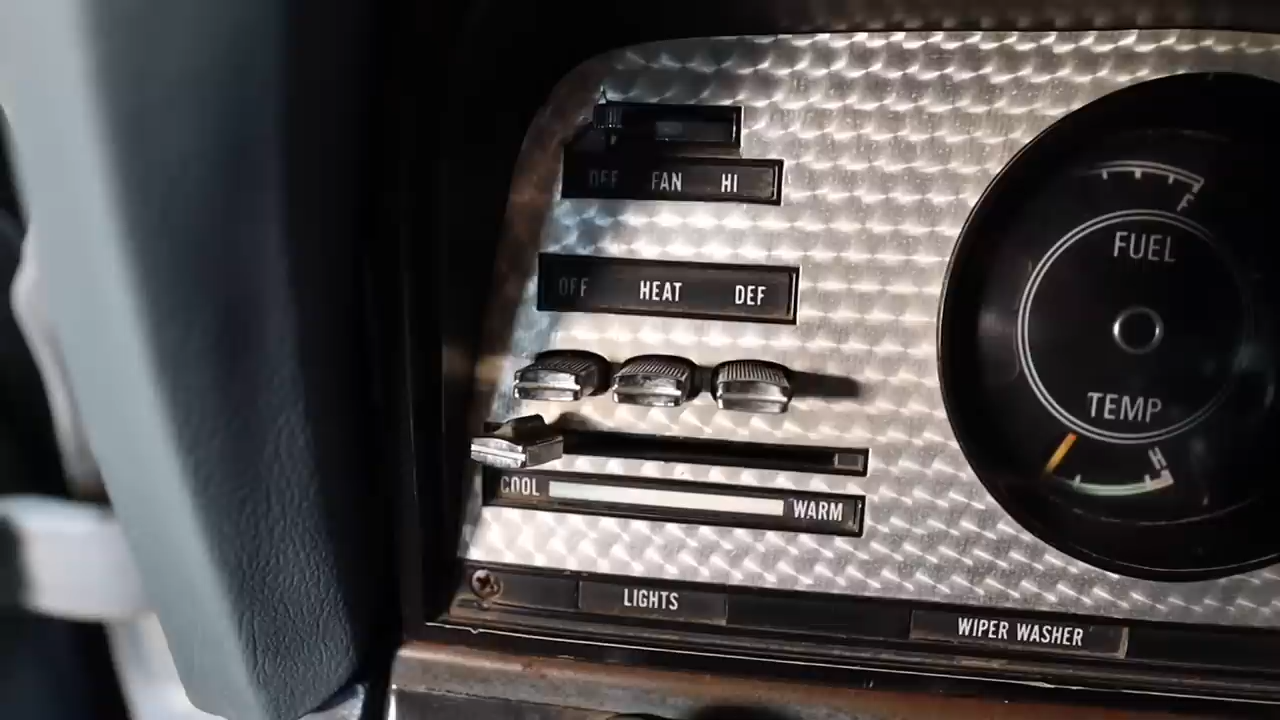 OFF FAN HI
OFF HEAT DEF
COOL WARM
LIGHTS
WIPER WASHER
F
FUEL
TEMP
H